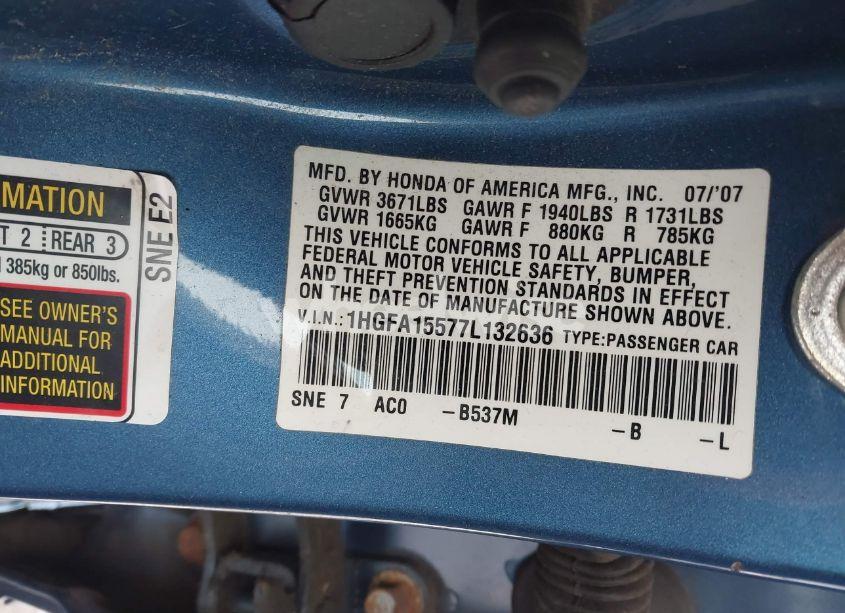 MATION
T 2 REAR 3
385kg or 850lbs.
SEE OWNER'S
MANUAL FOR
ADDITIONAL
INFORMATION
SNE E2
MFD. BY HONDA OF AMERICA MFG., INC. 07/'07
GVWR 3671LBS GAWR F 1940LBS R 1731LBS
GVWR 1665KG GAWR F 880KG R 785KG
THIS VEHICLE CONFORMS TO ALL APPLICABLE
FEDERAL MOTOR VEHICLE SAFETY, BUMPER,
AND THEFT PREVENTION STANDARDS IN EFFECT
ON THE DATE OF MANUFACTURE SHOWN ABOVE.
V.I.N.: 1HGFA15577L132636 TYPE:PASSENGER CAR
SNE 7 AC0 -B537M -B -L